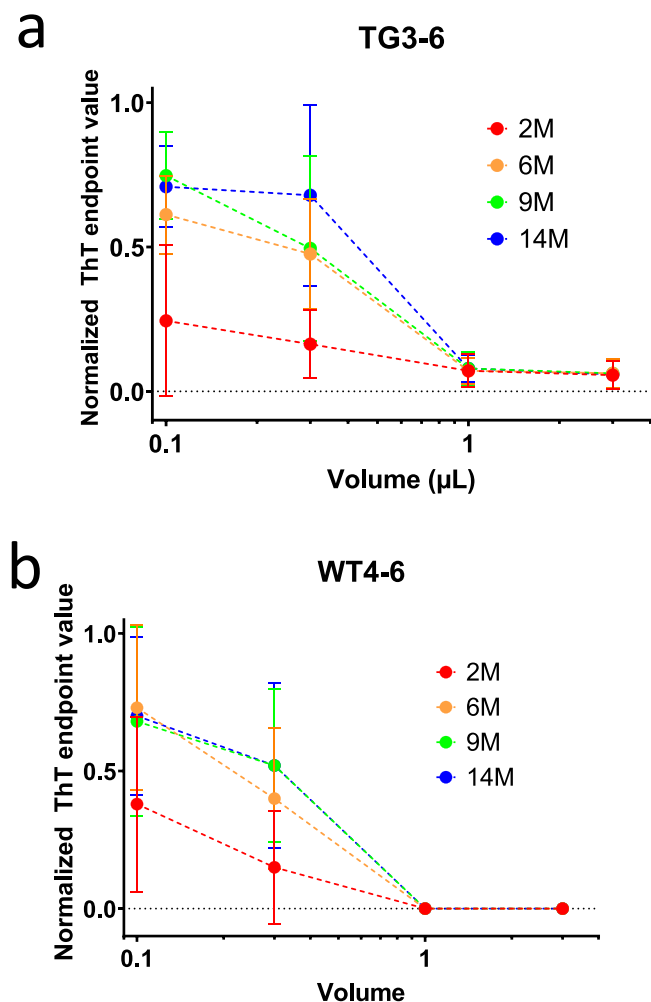 a
TG3-6
Normalized ThT endpoint value
1.0
0.5
0.0
2M
6M
9M
14M
0.1
1
Volume (µL)
b
WT4-6
Normalized ThT endpoint value
1.0
0.5
0.0
2M
6M
9M
14M
0.1
1
Volume